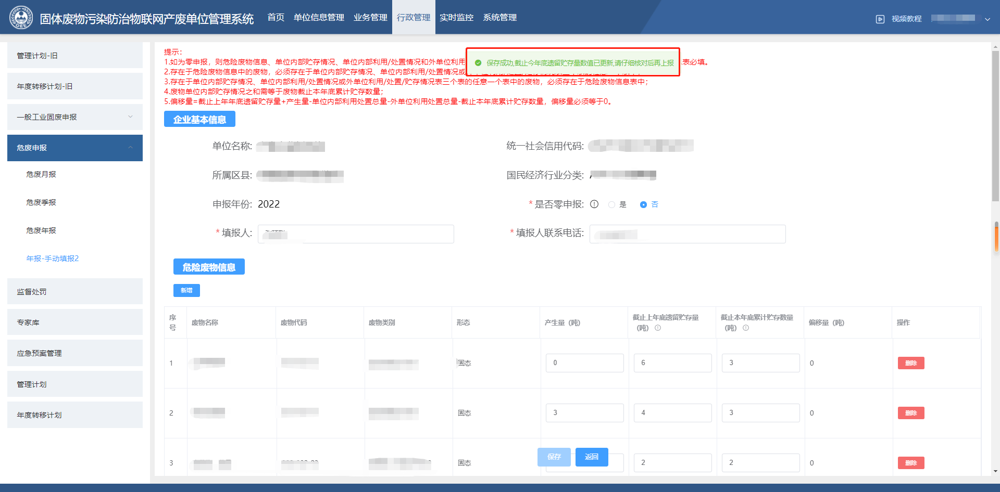 固体废物污染防治物联网产废单位管理系统
首页 单位信息管理 业务管理 行政管理 实时监控 系统管理
视频教程
管理计划-旧
年度转移计划-旧
一般工业固废申报
危废申报
危废月报
危废季报
危废年报
年报-手动填报2
监督处罚
专家库
应急预案管理
管理计划
年度转移计划
提示：
1.如为零申报，则危险废物信息、单位内部贮存情况、单位内部利用/处置情况和外单位利用
表必填。
保存成功,截止今年底遗留贮存量数值已更新,请仔细核对后再上报
2.存在于危险废物信息中的废物，必须存在于单位内部贮存情况、单位内部利用/处置情况或
3.存在于单位内部贮存情况、单位内部利用/处置情况或外单位利用/处置/贮存情况表三个表的任意一个表中的废物，必须存在于危险废物信息表中；
4.废物单位内部贮存情况之和需等于废物截止本年底累计贮存数量；
5.偏移量=截止上年年底遗留贮存量+产生量-单位内部利用处置总量-外单位利用处置总量-截止本年底累计贮存数量，偏移量必须等于0。
企业基本信息
单位名称:
统一社会信用代码:
所属区县:
国民经济行业分类:
申报年份: 2022
* 是否零申报: 是 否
* 填报人:
* 填报人联系电话:
危险废物信息
新增
序号 废物名称 废物代码 废物类别 形态 产生量（吨） 截止上年底遗留贮存量（吨） 截止本年底累计贮存数量（吨） 偏移量（吨） 操作
1 固态 0 6 3 0 删除
2 固态 3 4 3 0 删除
3 固态 2 2 0 删除
保存 返回